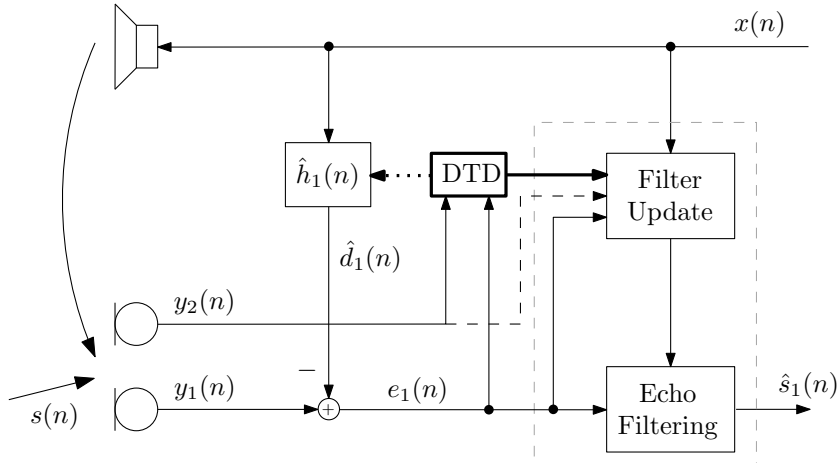 x(n)
ĥ₁(n)
DTD
Filter
Update
d̂₁(n)
y₂(n)
−
y₁(n)
e₁(n)
s(n)
+
Echo
Filtering
ŝ₁(n)